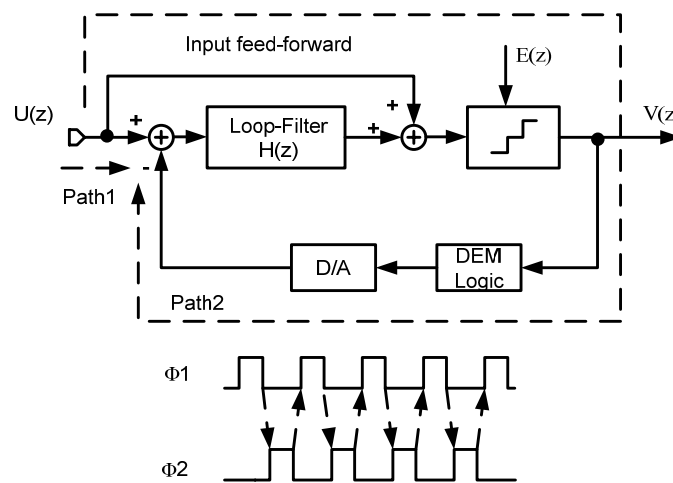 Input feed-forward
E(z)
U(z)
+
+
+
+
+
Loop-Filter
H(z)
+
V(z
-
Path1
D/A
DEM
Logic
Path2
Φ1
Φ2